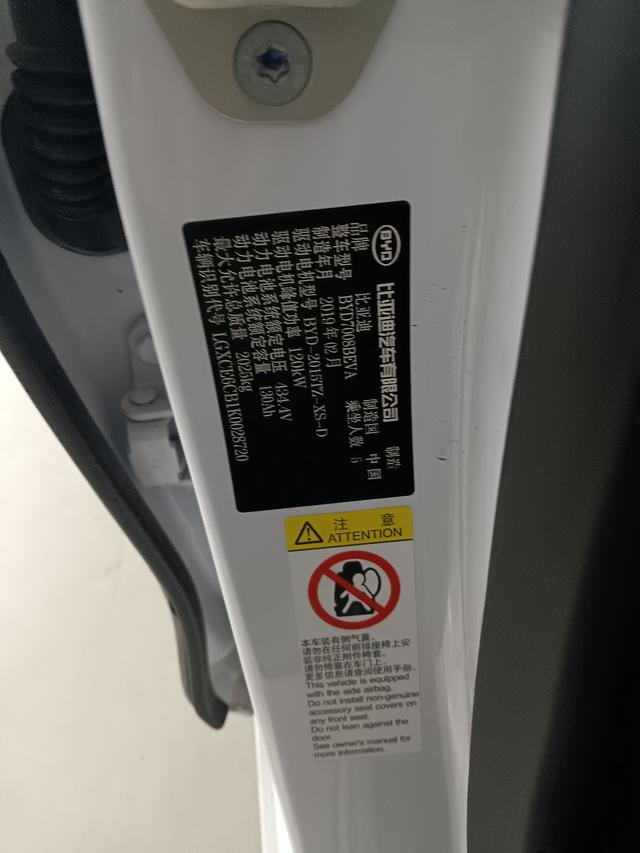 BYD 比亚迪汽车有限公司 制造
品牌 比亚迪 制造国 中国
整车型号 BYD7008BEVA 乘坐人数 5
制造年月 2019年02月
驱动电机型号 BYD-2015TZ-XS-D
驱动电机峰值功率 120kW
动力电池系统额定电压 434.4V
动力电池系统额定容量 130Ah
最大允许总质量 2025kg
车辆识别代号 LGXCE6CB1K0028720
注 意
ATTENTION
本车装有侧气囊。
请勿在任何前排座椅上安
装非纯正附件椅套。
请勿倚靠在车门上。
更多信息请查阅使用手册。
This vehicle is equipped
with the side airbag.
Do not install non-genuine
accessory seat covers on
any front seat.
Do not lean against the
door.
See owner's manual for
more information.